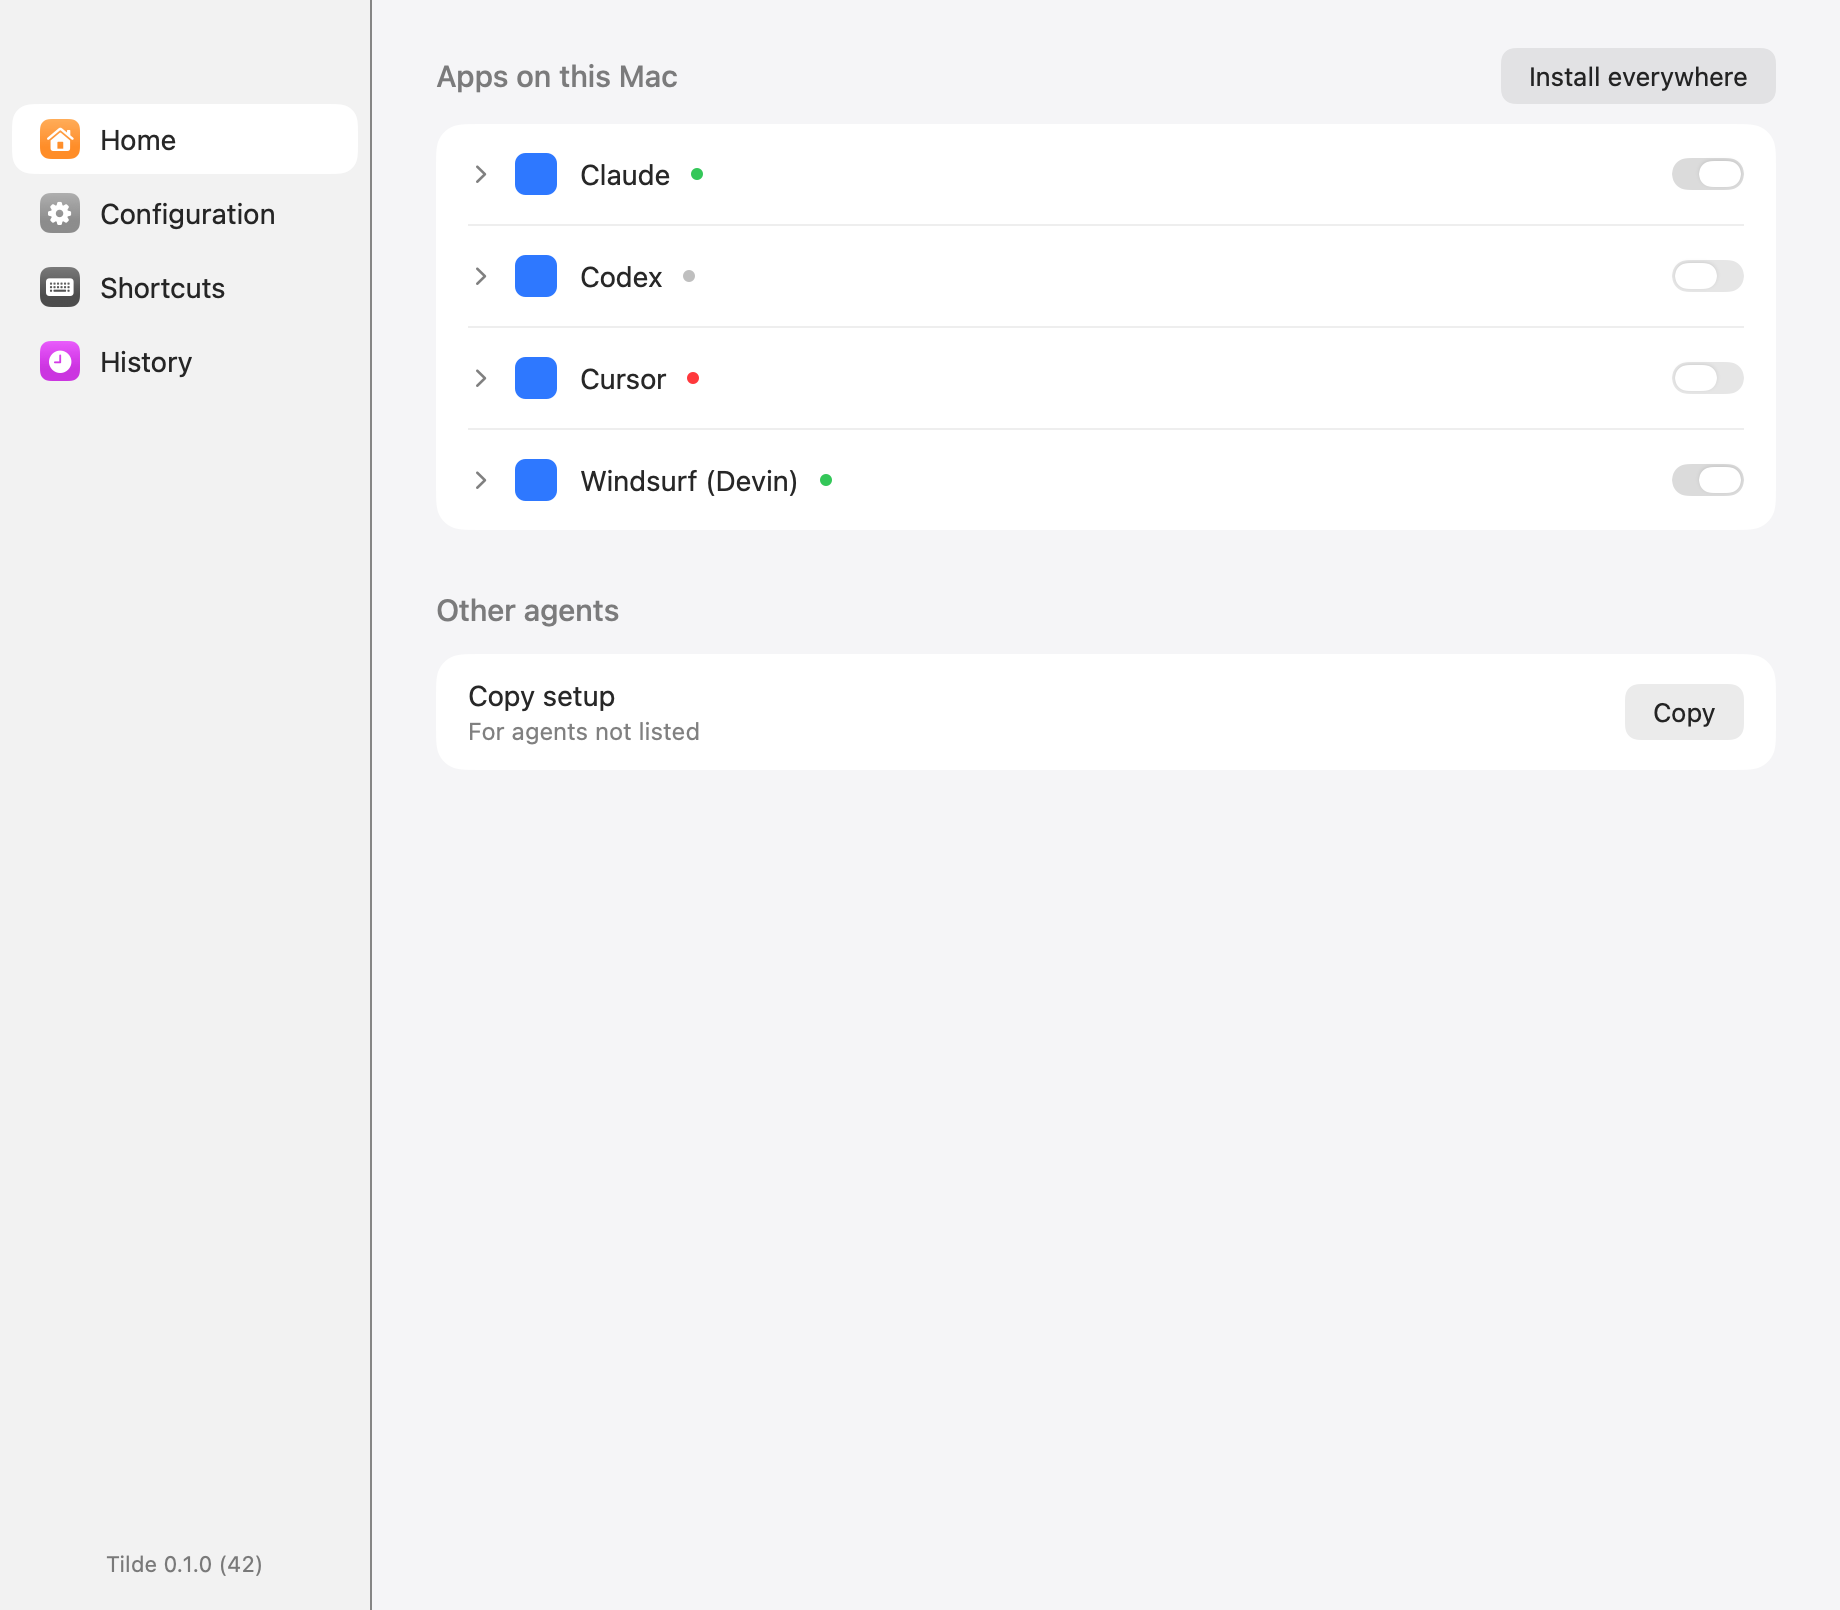 Home
Configuration
Shortcuts
History
Tilde 0.1.0 (42)
Apps on this Mac
Install everywhere
Claude
Codex
Cursor
Windsurf (Devin)
Other agents
Copy setup
For agents not listed
Copy